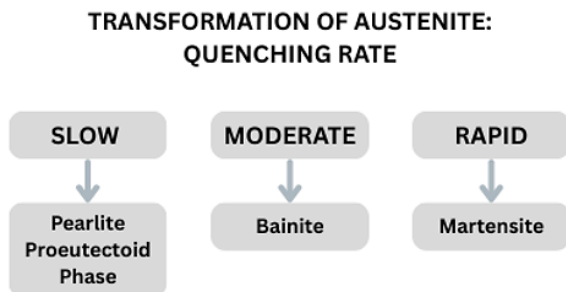 TRANSFORMATION OF AUSTENITE:
QUENCHING RATE
SLOW
MODERATE
RAPID
Pearlite
Proeutectoid
Phase
Bainite
Martensite